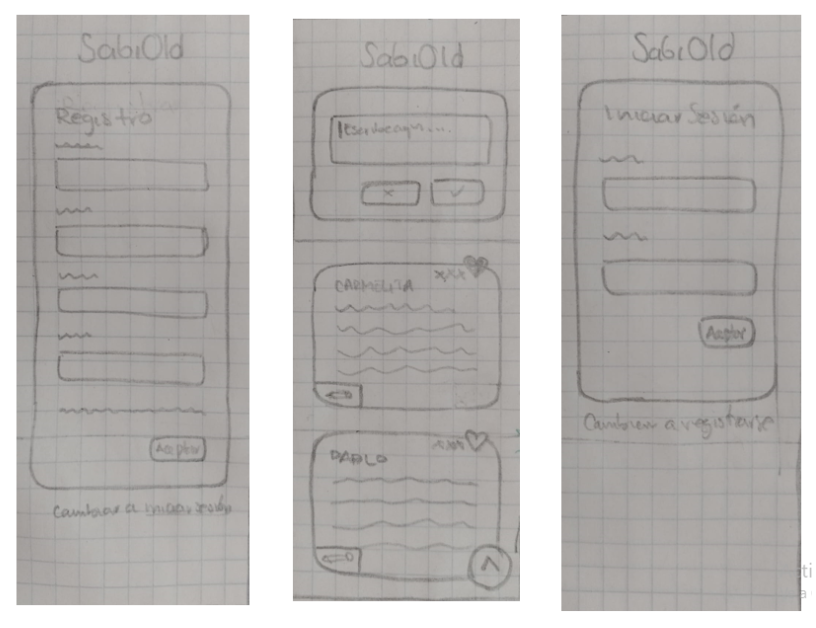 SabiOld
Registro
Aceptar
Cambiar a iniciar sesión
SabiOld
Escribe aquí...
X
CARMELITA
PABLO
SabiOld
Iniciar Sesión
Aceptar
Cambiar a registrarse